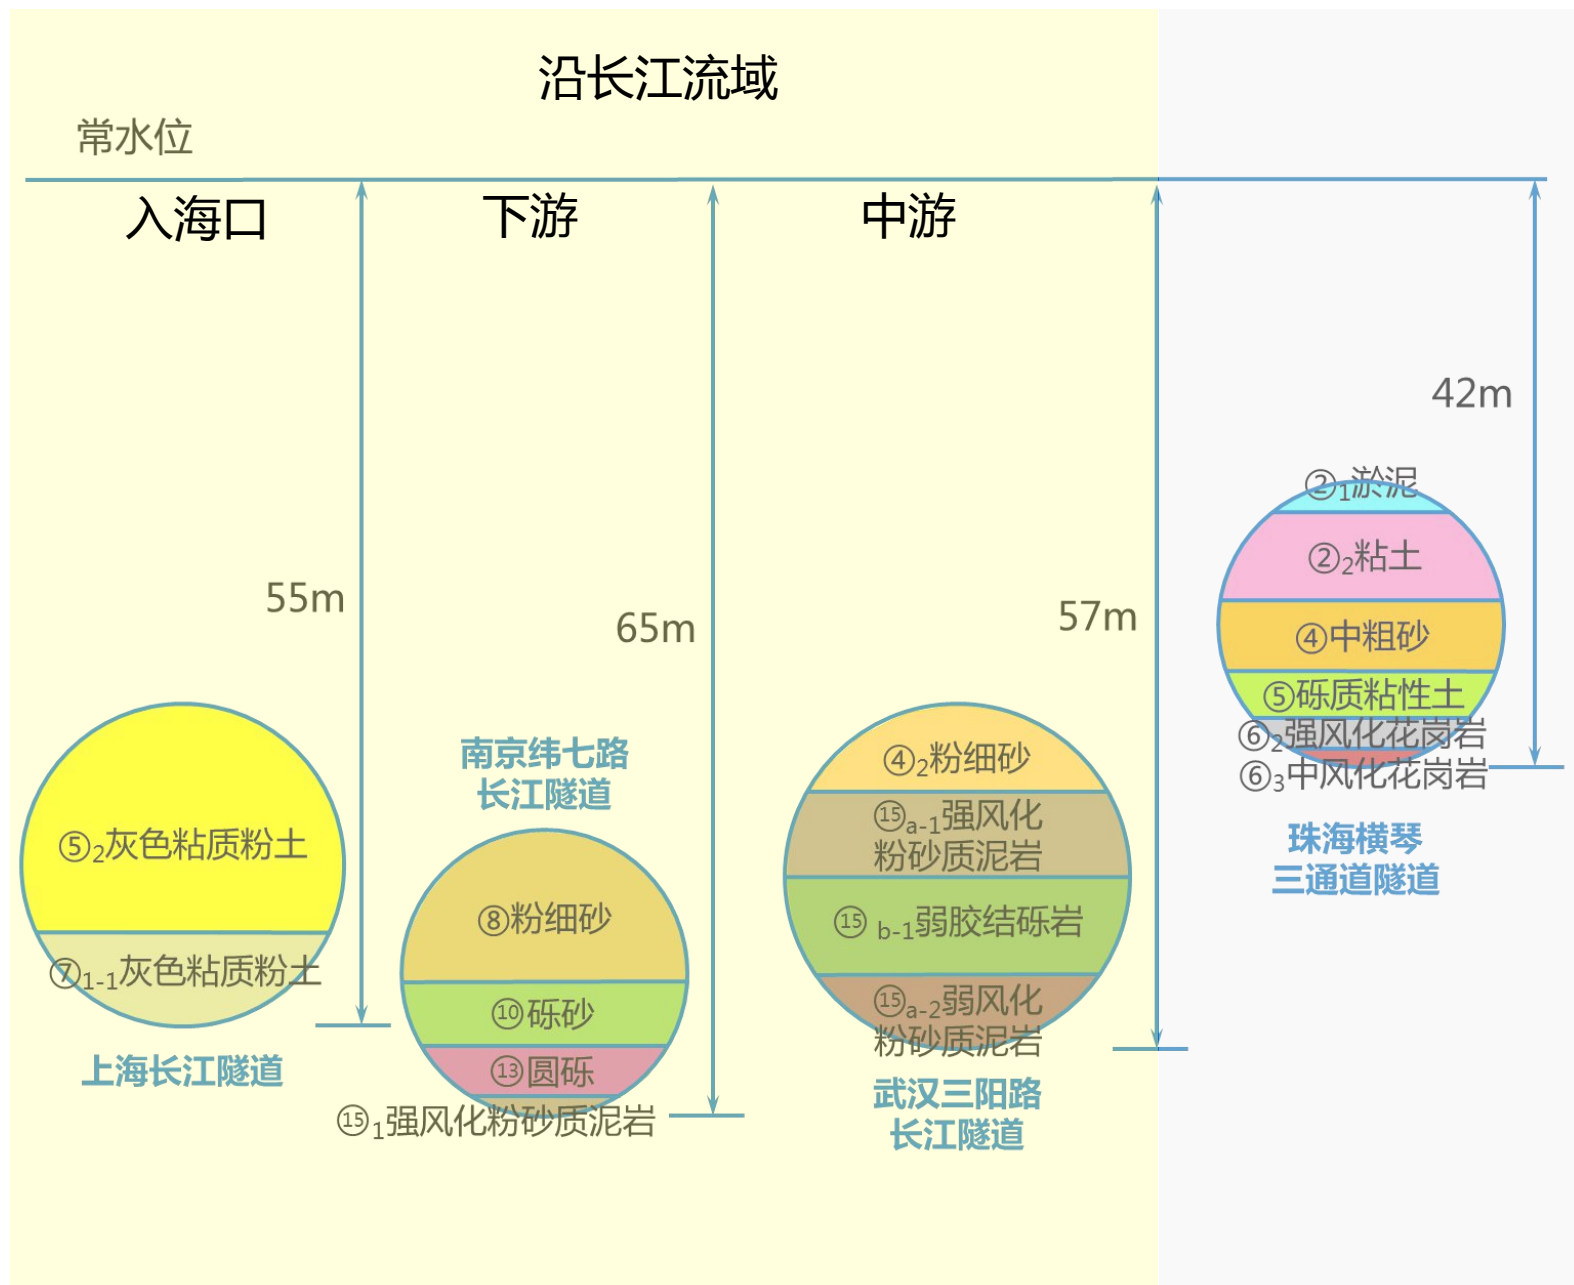 沿长江流域
常水位
入海口
下游
中游
42m
②1淤泥
②2粘土
④中粗砂
⑤砾质粘性土
⑥2强风化花岗岩
⑥3中风化花岗岩
珠海横琴
三通道隧道
55m
65m
57m
⑤2灰色粘质粉土
⑦1-1灰色粘质粉土
上海长江隧道
南京纬七路
长江隧道
⑧粉细砂
⑩砾砂
⑬圆砾
⑮1强风化粉砂质泥岩
④2粉细砂
⑮a-1强风化
粉砂质泥岩
⑮ b-1弱胶结砾岩
⑮a-2弱风化
粉砂质泥岩
武汉三阳路
长江隧道